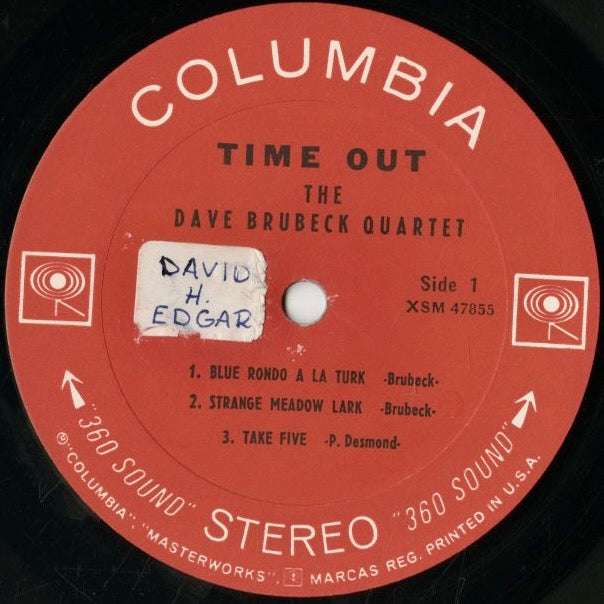 COLUMBIA
TIME OUT
THE
DAVE BRUBECK QUARTET
DAVID
H.
EDGAR
Side 1
XSM 47855
1. BLUE RONDO A LA TURK -Brubeck-
2. STRANGE MEADOW LARK -Brubeck-
3. TAKE FIVE -P. Desmond-
"360 SOUND" STEREO "360 SOUND"
Ⓟ "COLUMBIA", "MASTERWORKS", MARCAS REG. PRINTED IN U.S.A.